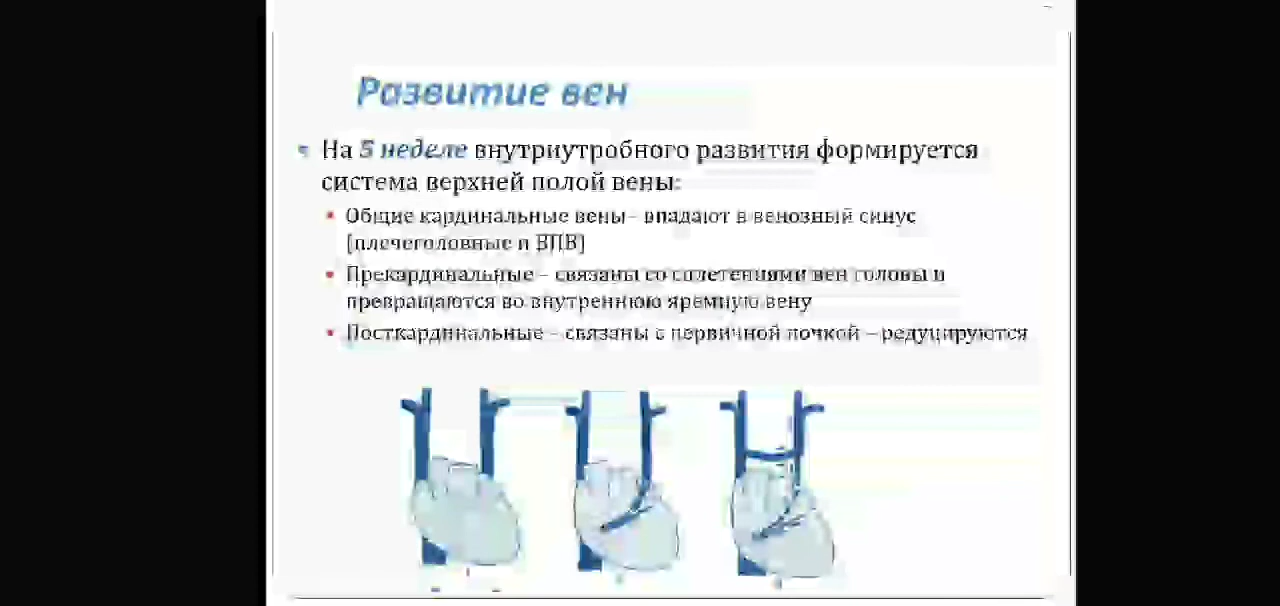 Развитие вен
На 5 неделе внутриутробного развития формируется
система верхней полой вены:
Общие кардинальные вены– впадают в венозный синус
(плечеголовные и ВПВ)
Прекардинальные – связаны со сплетениями вен головы и
превращаются во внутреннюю яремную вену
Посткардинальные – связаны с первичной почкой – редуцируются